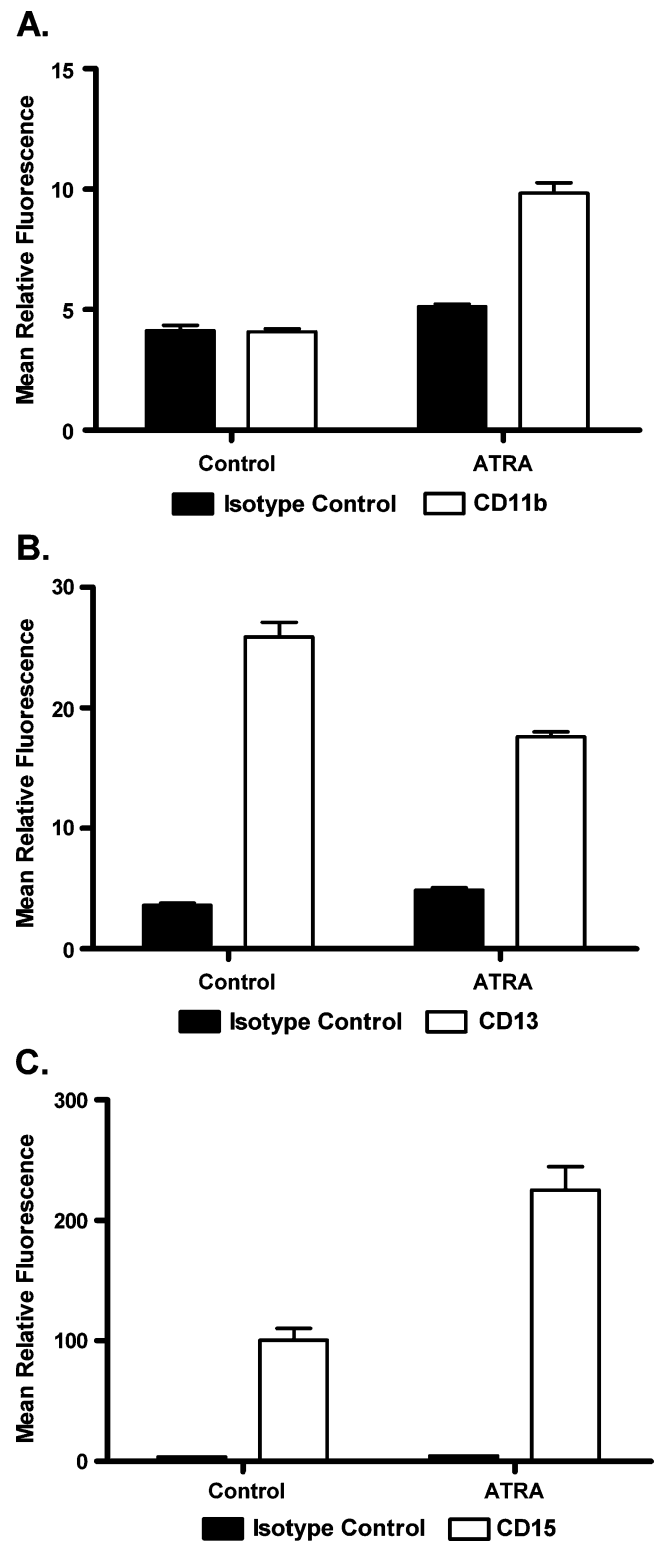 A.
Mean Relative Fluorescence
15
10
5
0
Control ATRA
Isotype Control CD11b
B.
Mean Relative Fluorescence
30
20
10
0
Control ATRA
Isotype Control CD13
C.
Mean Relative Fluorescence
300
200
100
0
Control ATRA
Isotype Control CD15